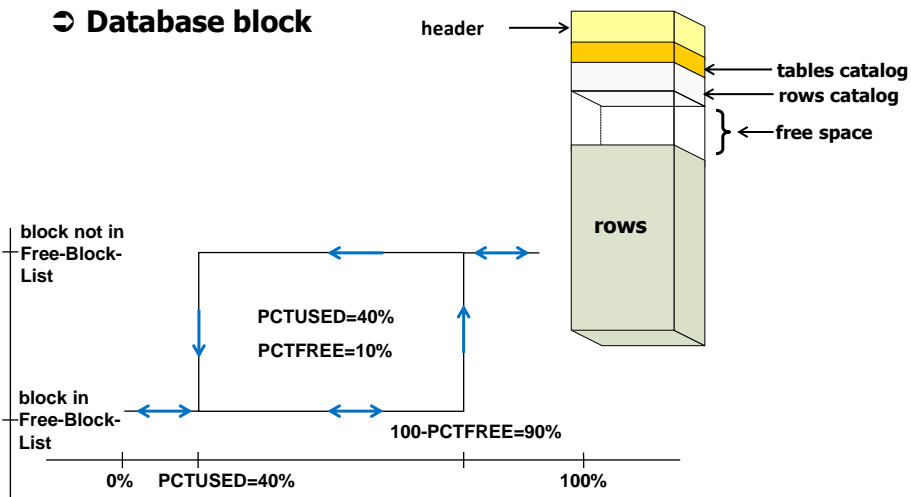 ➲ Database block
header
tables catalog
rows catalog
free space
rows
block not in
Free-Block-
List
PCTUSED=40%
PCTFREE=10%
block in
Free-Block-
List
100-PCTFREE=90%
0%
PCTUSED=40%
100%